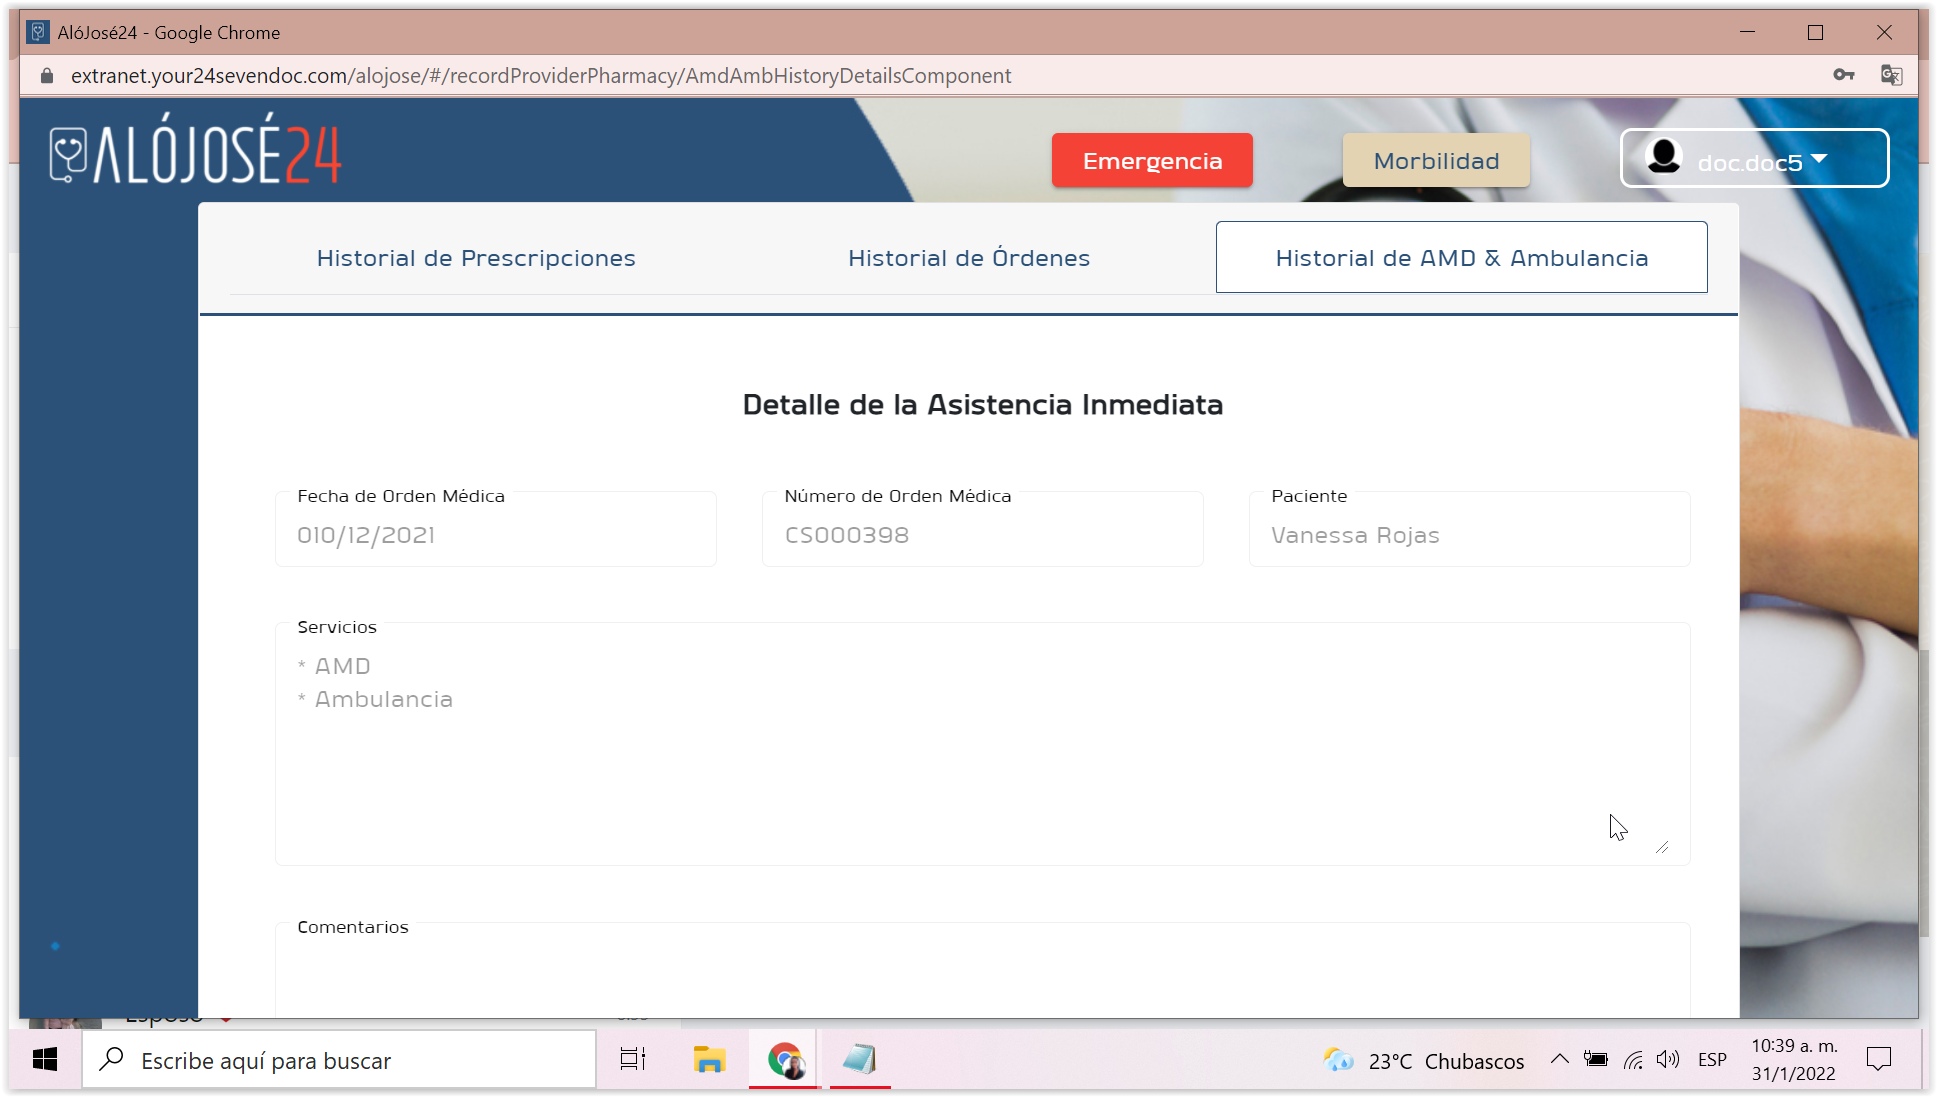 AlóJosé24 - Google Chrome
extranet.your24sevendoc.com/alojose/#/recordProviderPharmacy/AmdAmbHistoryDetailsComponent
ALÓJOSÉ24
Emergencia
Morbilidad
doc.doc5
Historial de Prescripciones
Historial de Órdenes
Historial de AMD & Ambulancia
Detalle de la Asistencia Inmediata
Fecha de Orden Médica
010/12/2021
Número de Orden Médica
CS000398
Paciente
Vanessa Rojas
Servicios
* AMD
* Ambulancia
Comentarios
Esposo
Escribe aquí para buscar
23°C Chubascos
ESP
10:39 a. m.
31/1/2022